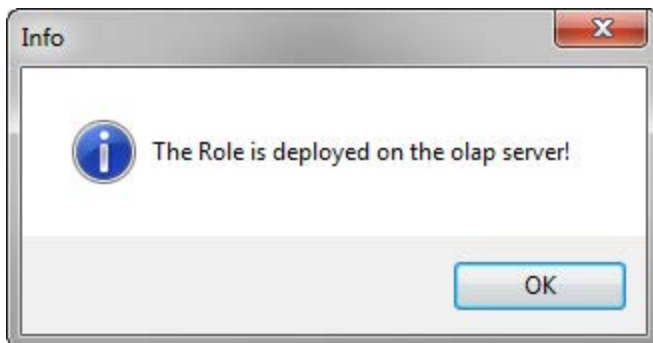 Info
The Role is deployed on the olap server!
OK